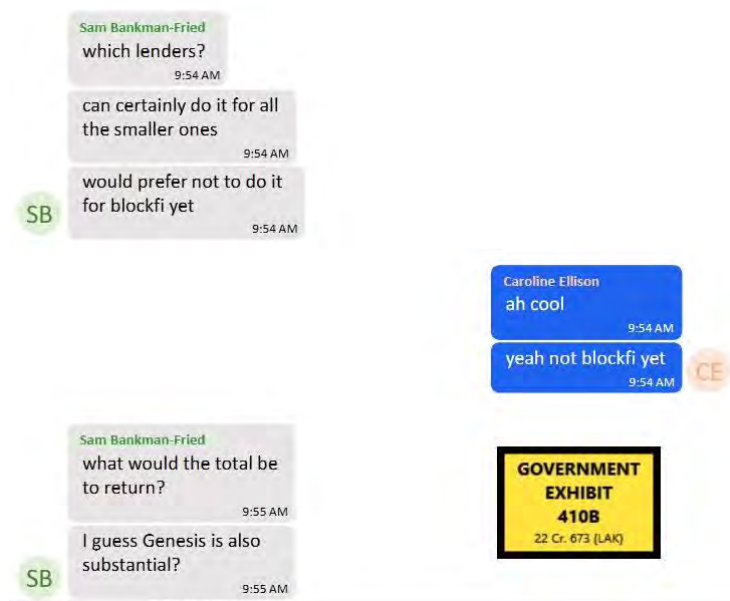 Sam Bankman-Fried
which lenders?
9:54 AM
can certainly do it for all
the smaller ones
9:54 AM
would prefer not to do it
for blockfi yet
9:54 AM
SB
Caroline Ellison
ah cool
9:54 AM
yeah not blockfi yet
9:54 AM
CE
Sam Bankman-Fried
what would the total be
to return?
9:55 AM
I guess Genesis is also
substantial?
9:55 AM
SB
GOVERNMENT
EXHIBIT
410B
22 Cr. 673 (LAK)